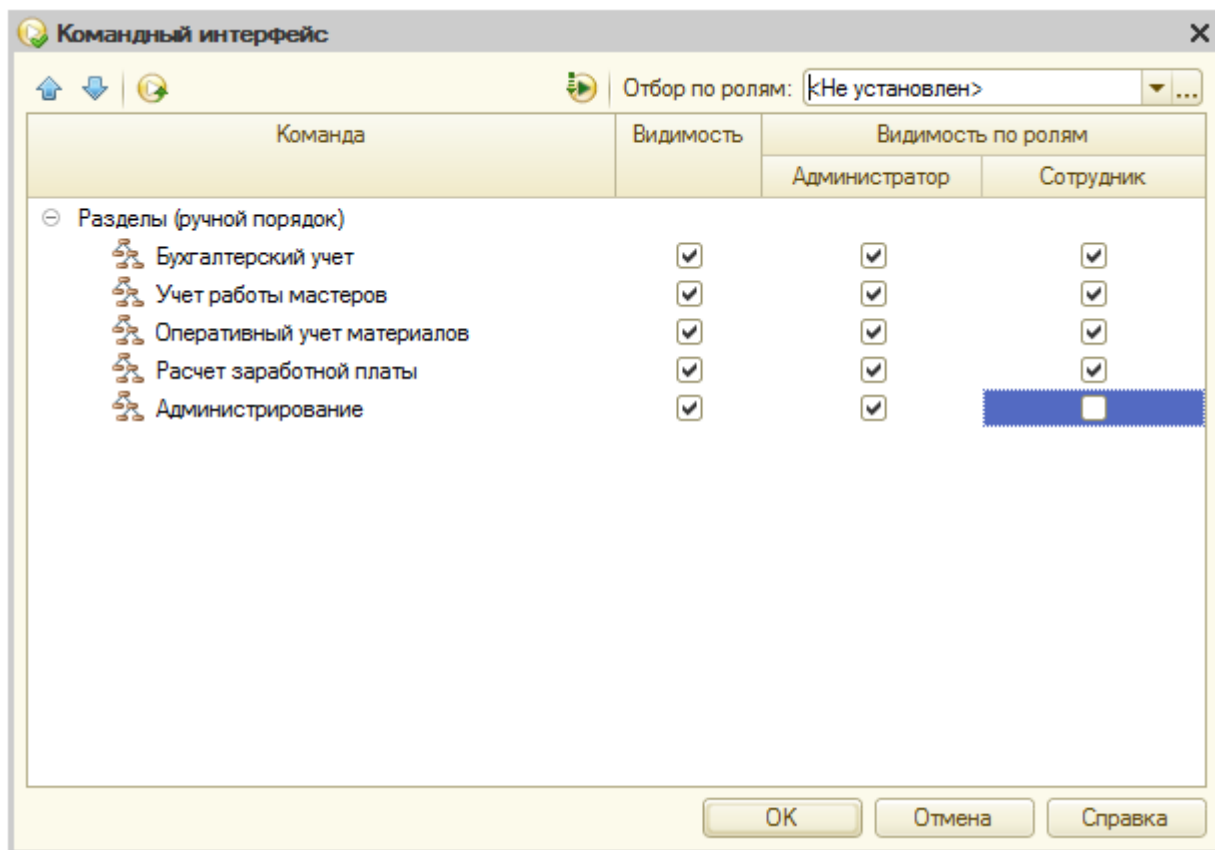 Командный интерфейс
Отбор по ролям: <Не установлен>
Команда Видимость Видимость по ролям
Администратор Сотрудник
Разделы (ручной порядок)
Бухгалтерский учет
Учет работы мастеров
Оперативный учет материалов
Расчет заработной платы
Администрирование
OK Отмена Справка